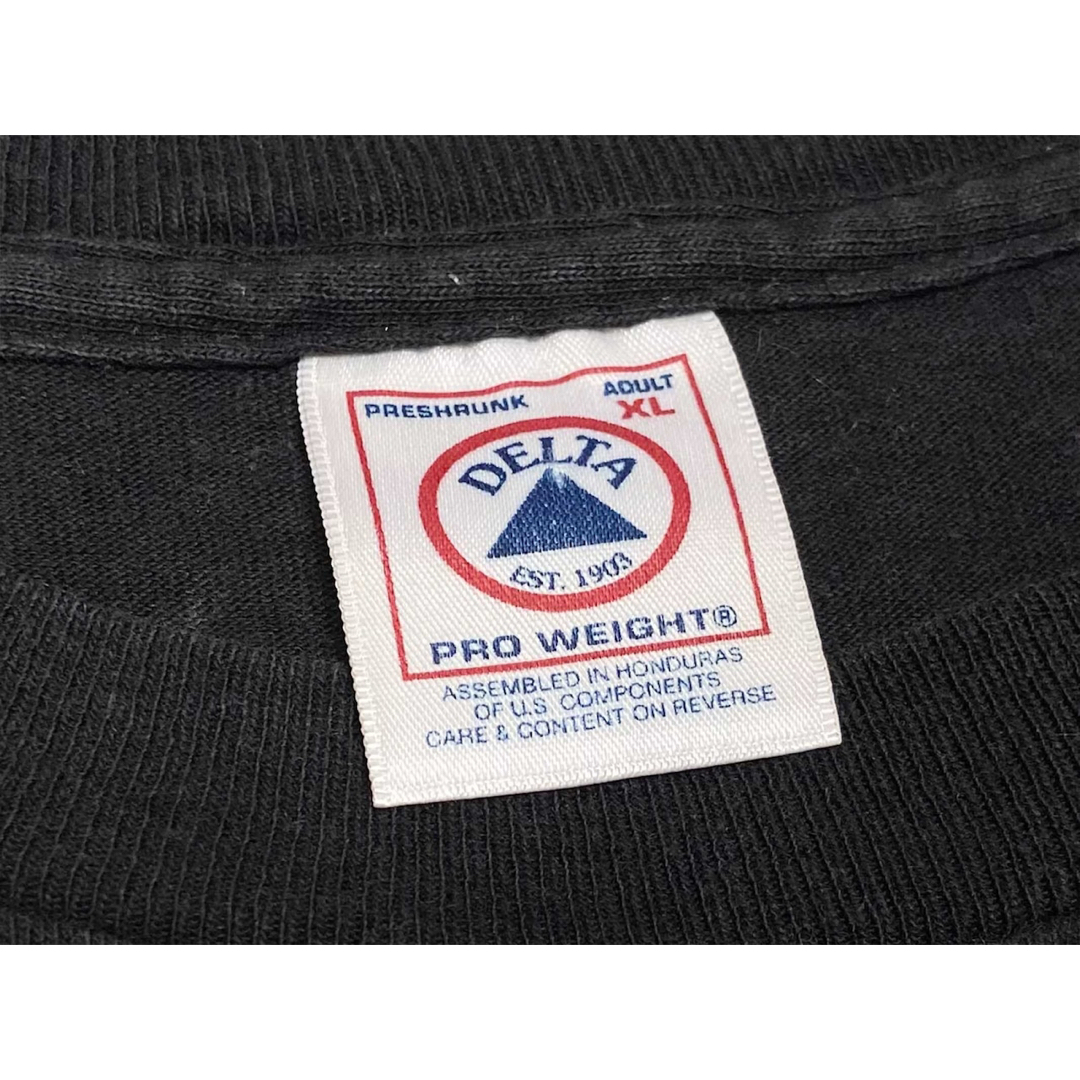 PRESHRUNK ADULT
XL
DELTA
EST. 1903
PRO WEIGHT®
ASSEMBLED IN HONDURAS
OF U.S. COMPONENTS
CARE & CONTENT ON REVERSE